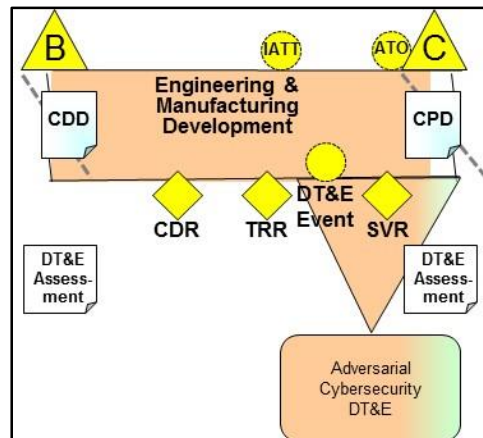 B
IATT
ATO
C
Engineering &
Manufacturing
Development
CDD
CPD
DT&E
Event
CDR
TRR
SVR
DT&E
Assess-
ment
DT&E
Assess-
ment
Adversarial
Cybersecurity
DT&E